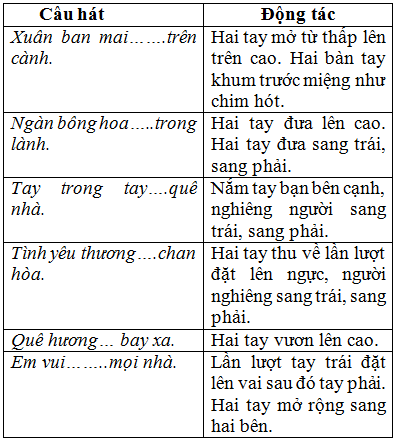 Câu hát
Động tác
Xuân ban mai…….trên
cành.
Hai tay mở từ thấp lên
trên cao. Hai bàn tay
khum trước miệng như
chim hót.
Ngàn bông hoa …..trong
lành.
Hai tay đưa lên cao.
Hai tay đưa sang trái,
sang phải.
Tay trong tay….quê
nhà.
Nắm tay bạn bên cạnh,
nghiêng người sang
trái, sang phải.
Tình yêu thương ….chan
hòa.
Hai tay thu về lần lượt
đặt lên ngực, người
nghiêng sang trái, sang
phải.
Quê hương… bay xa.
Hai tay vươn lên cao.
Em vui……..mọi nhà.
Lần lượt tay trái đặt
lên vai sau đó tay phải.
Hai tay mở rộng sang
hai bên.